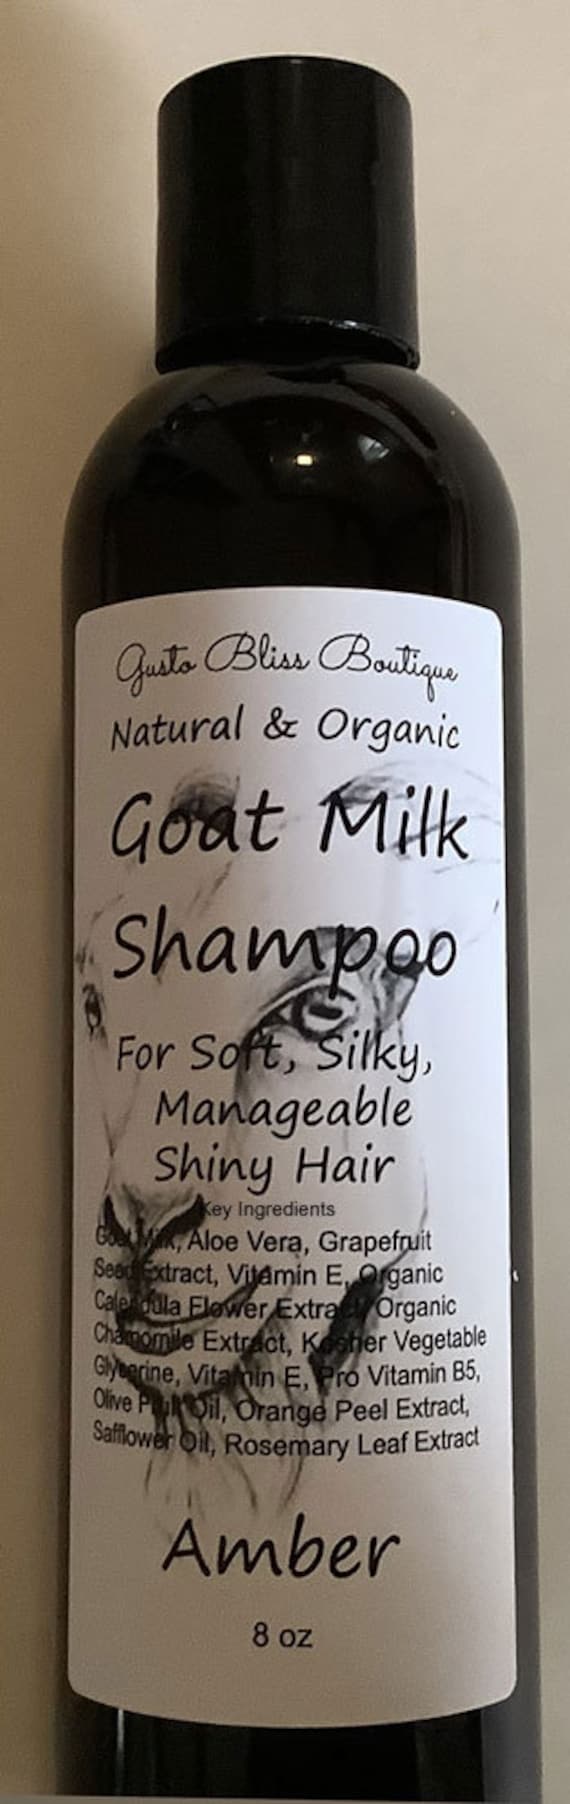 Gusto Bliss Boutique
Natural & Organic
Goat Milk
Shampoo
For Soft, Silky,
Manageable
Shiny Hair
Key Ingredients
Goat Milk, Aloe Vera, Grapefruit
Seed Extract, Vitamin E, Organic
Calendula Flower Extract, Organic
Chamomile Extract, Kosher Vegetable
Glycerine, Vitamin E, Pro Vitamin B5,
Olive Fruit Oil, Orange Peel Extract,
Safflower Oil, Rosemary Leaf Extract
Amber
8 oz